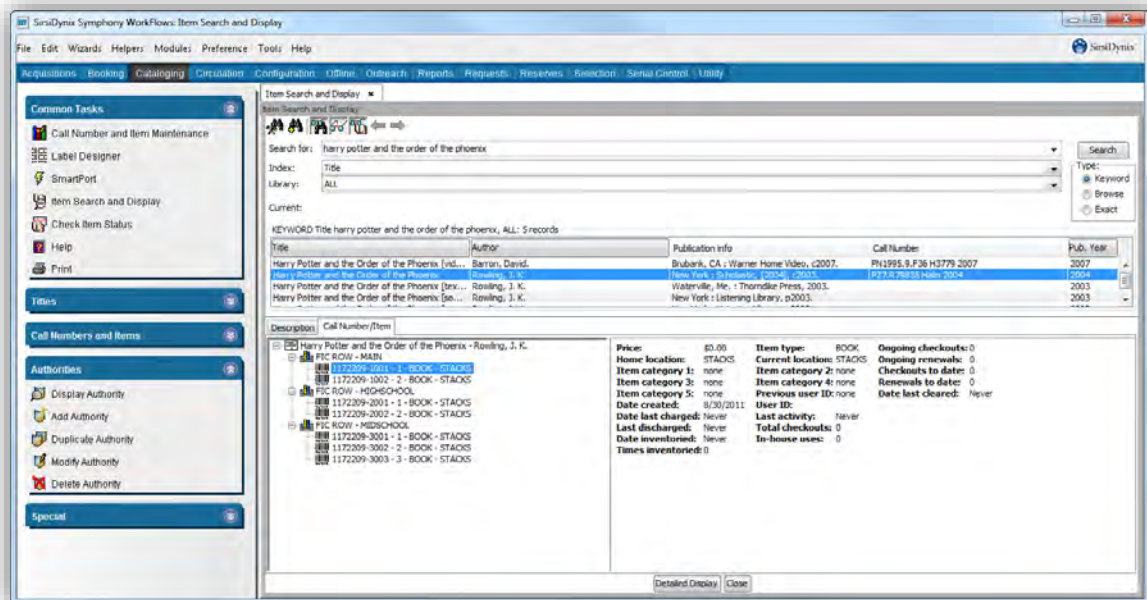 SirsiDynix Symphony WorkFlows: Item Search and Display
File Edit Wizards Helpers Modules Preference Tools Help
SirsiDynix
Acquisitions Booking Cataloging Circulation Configuration Offline Outreach Reports Requests Reserves Selection Serial Control Utility
Common Tasks
Call Number and Item Maintenance
Label Designer
SmartPort
Item Search and Display
Check Item Status
Help
Print
Titles
Call Numbers and Items
Authorities
Display Authority
Add Authority
Duplicate Authority
Modify Authority
Delete Authority
Special
Item Search and Display
Item Search and Display
Search for: harry potter and the order of the phoenix
Search
Index: Title
Library: ALL
Type:
Keyword
Browse
Exact
Current:
KEYWORD Title harry potter and the order of the phoenix, ALL: 5 records
Title Author Publication info Call Number Pub. Year
Harry Potter and the Order of the Phoenix [vid... Barron, David. Brubank, CA : Warner Home Video, c2007. PN1995.9.F36 H3779 2007 2007
Harry Potter and the Order of the Phoenix Rowling, J. K. New York : Scholastic, [2004], c2003. 2004
Harry Potter and the Order of the Phoenix [tex... Rowling, J. K. Waterville, Me. : Thorndike Press, 2003. 2003
Harry Potter and the Order of the Phoenix [so... Rowling, J. K. New York : Listening Library, p2003. 2003
Description Call Number/Item
Harry Potter and the Order of the Phoenix - Rowling, J. K.
FIC ROW - MAIN
1172209-1001 - 1 - BOOK - STACKS
1172209-1002 - 2 - BOOK - STACKS
FIC ROW - HIGHSCHOOL
1172209-2001 - 1 - BOOK - STACKS
1172209-2002 - 2 - BOOK - STACKS
FIC ROW - MIDSCHOOL
1172209-3001 - 1 - BOOK - STACKS
1172209-3002 - 2 - BOOK - STACKS
1172209-3003 - 3 - BOOK - STACKS
Price: $0.00 Item type: BOOK Ongoing checkouts: 0
Home location: STACKS Current location: STACKS Ongoing renewals: 0
Item category 1: none Item category 2: none Checkouts to date: 0
Item category 3: none Item category 4: none Renewals to date: 0
Item category 5: none Previous user ID: none Date last cleared: Never
Date created: 8/30/2011 User ID:
Date last charged: Never Last activity: Never
Last discharged: Never Total checkouts: 0
Date inventoried: Never In-house uses: 0
Times inventoried: 0
Detailed Display Close